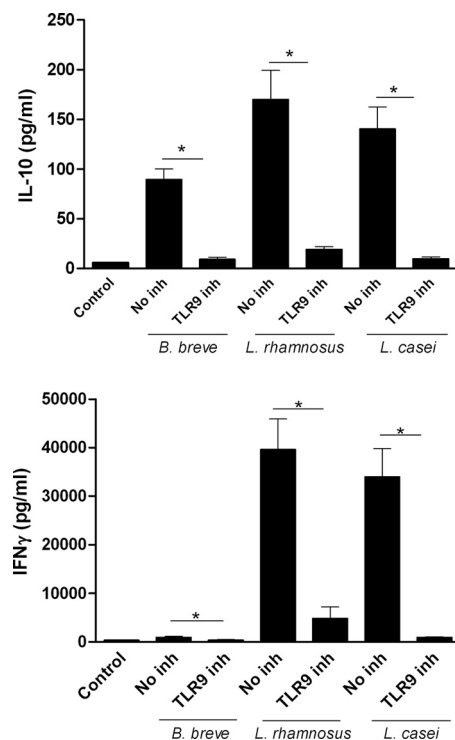 IL-10 (pg/ml)
250
200
150
100
50
0
*
*
*
Control
No inh
TLR9 inh
No inh
TLR9 inh
No inh
TLR9 inh
B. breve
L. rhamnosus
L. casei
IFNγ (pg/ml)
50000
40000
30000
20000
10000
0
*
*
*
Control
No inh
TLR9 inh
No inh
TLR9 inh
No inh
TLR9 inh
B. breve
L. rhamnosus
L. casei